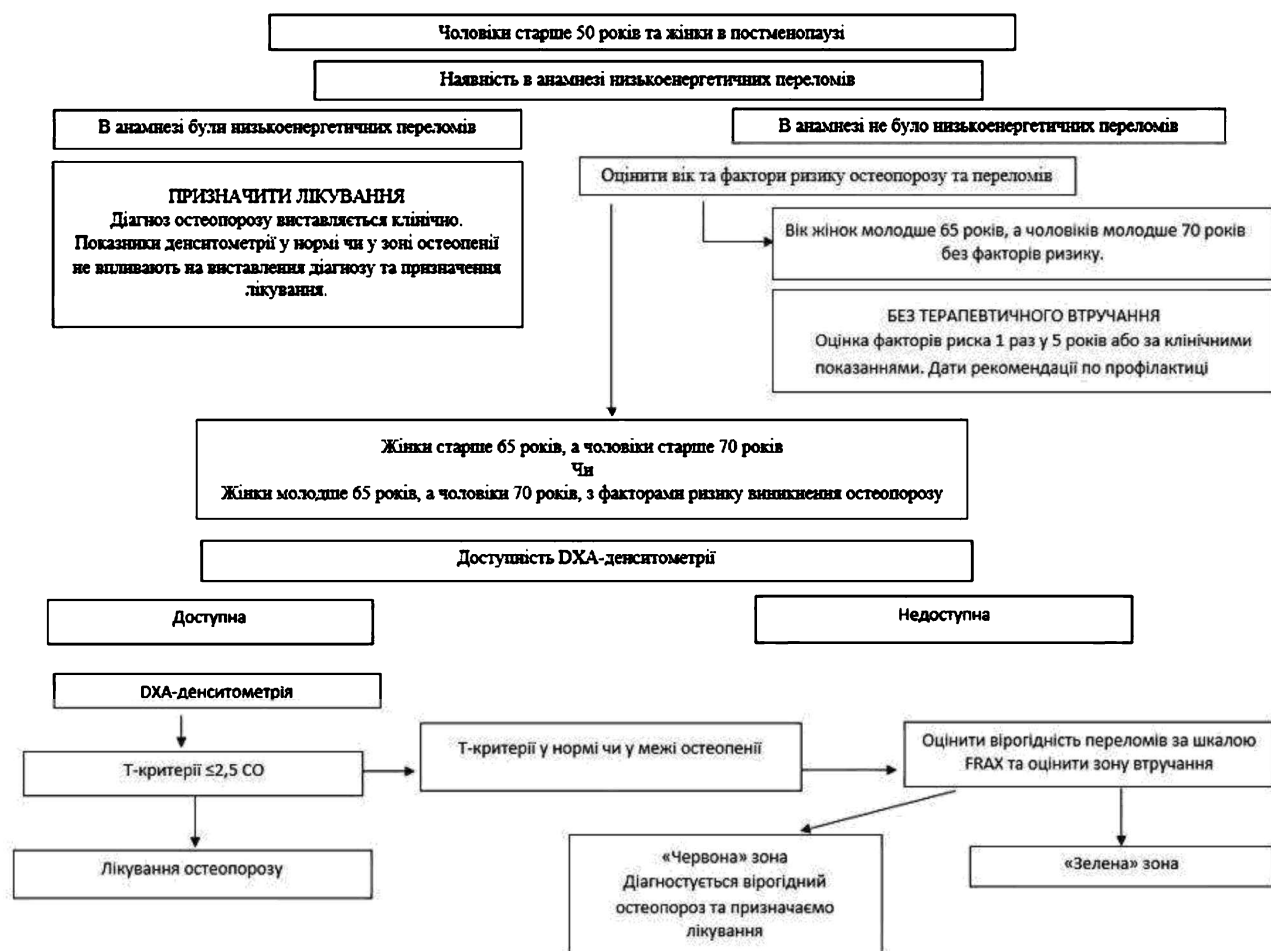 Чоловіки старше 50 років та жінки в постменопаузі
Наявність в анамнезі низькоенергетичних переломів
В анамнезі були низькоенергетичних переломів
В анамнезі не було низькоенергетичних переломів
ПРИЗНАЧИТИ ЛІКУВАННЯ
Діагноз остеопорозу виставляється клінічно.
Показники денситометрії у нормі чи у зоні остеопенії
не впливають на виставлення діагнозу та призначення
лікування.
Оцінити вік та фактори ризику остеопорозу та переломів
Вік жінок молодше 65 років, а чоловіків молодше 70 років
без факторів ризику.
БЕЗ ТЕРАПЕВТИЧНОГО ВТРУЧАННЯ
Оцінка факторів риска 1 раз у 5 років або за клінічними
показаннями. Дати рекомендації по профілактиці
Жінки старше 65 років, а чоловіки старше 70 років
Чи
Жінки молодше 65 років, а чоловіки 70 років, з факторами ризику виникнення остеопорозу
Доступність DXA-денситометрії
Доступна
Недоступна
DXA-денситометрія
Т-критерії ≤2,5 СО
Т-критерії у нормі чи у межі остеопенії
Оцінити вірогідність переломів за шкалою
FRAX та оцінити зону втручання
Лікування остеопорозу
«Червона» зона
Діагностується вірогідний
остеопороз та призначаємо
лікування
«Зелена» зона